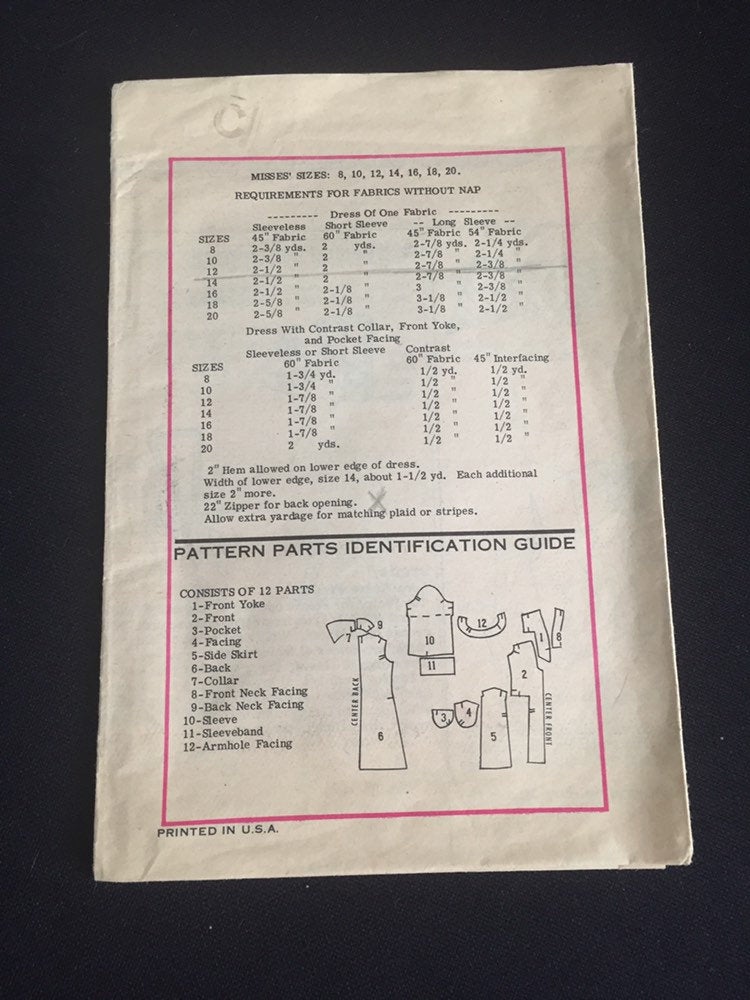 MISSES' SIZES: 8, 10, 12, 14, 16, 18, 20.
REQUIREMENTS FOR FABRICS WITHOUT NAP
--------- Dress Of One Fabric ---------
Sleeveless Short Sleeve -- Long Sleeve --
SIZES 45" Fabric 60" Fabric 45" Fabric 54" Fabric
8 2-3/8 yds. 2 yds. 2-7/8 yds. 2-1/4 yds.
10 2-3/8 " 2 " 2-7/8 " 2-1/4 "
12 2-1/2 " 2 " 2-7/8 " 2-3/8 "
14 2-1/2 " 2 " 2-7/8 " 2-3/8 "
16 2-1/2 " 2-1/8 " 3 " 2-3/8 "
18 2-5/8 " 2-1/8 " 3-1/8 " 2-1/2 "
20 2-5/8 " 2-1/8 " 3-1/8 " 2-1/2 "
Dress With Contrast Collar, Front Yoke,
and Pocket Facing
Sleeveless or Short Sleeve Contrast
SIZES 60" Fabric 60" Fabric 45" Interfacing
8 1-3/4 yd. 1/2 yd. 1/2 yd.
10 1-3/4 " 1/2 " 1/2 "
12 1-7/8 " 1/2 " 1/2 "
14 1-7/8 " 1/2 " 1/2 "
16 1-7/8 " 1/2 " 1/2 "
18 1-7/8 " 1/2 " 1/2 "
20 2 yds. 1/2 " 1/2 "
2" Hem allowed on lower edge of dress.
Width of lower edge, size 14, about 1-1/2 yd. Each additional
size 2" more.
22" Zipper for back opening.
Allow extra yardage for matching plaid or stripes.
PATTERN PARTS IDENTIFICATION GUIDE
CONSISTS OF 12 PARTS
1-Front Yoke
2-Front
3-Pocket
4-Facing
5-Side Skirt
6-Back
7-Collar
8-Front Neck Facing
9-Back Neck Facing
10-Sleeve
11-Sleeveband
12-Armhole Facing
7
9
10
11
12
1
8
2
3
4
5
6
CENTER BACK
CENTER FRONT
PRINTED IN U.S.A.